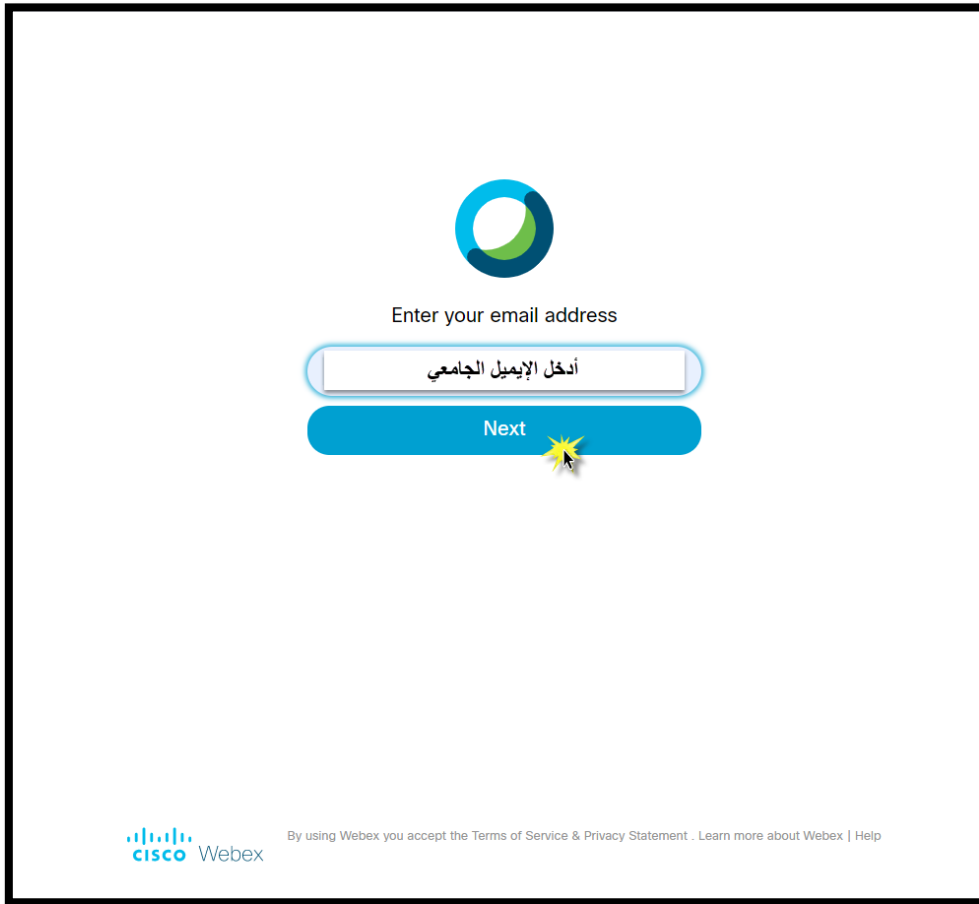 Enter your email address
أدخل الإيميل الجامعي
Next
By using Webex you accept the Terms of Service & Privacy Statement . Learn more about Webex | Help
CISCO Webex